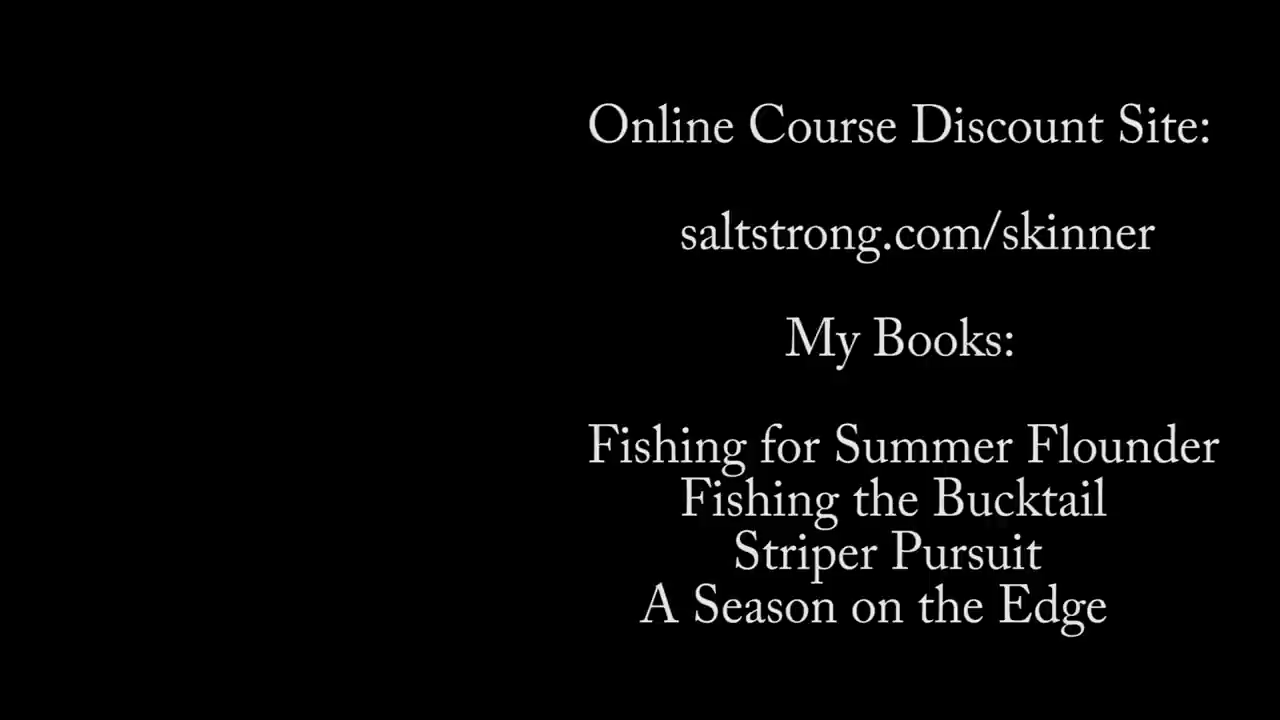 Online Course Discount Site:
saltstrong.com/skinner
My Books:
Fishing for Summer Flounder
Fishing the Bucktail
Striper Pursuit
A Season on the Edge